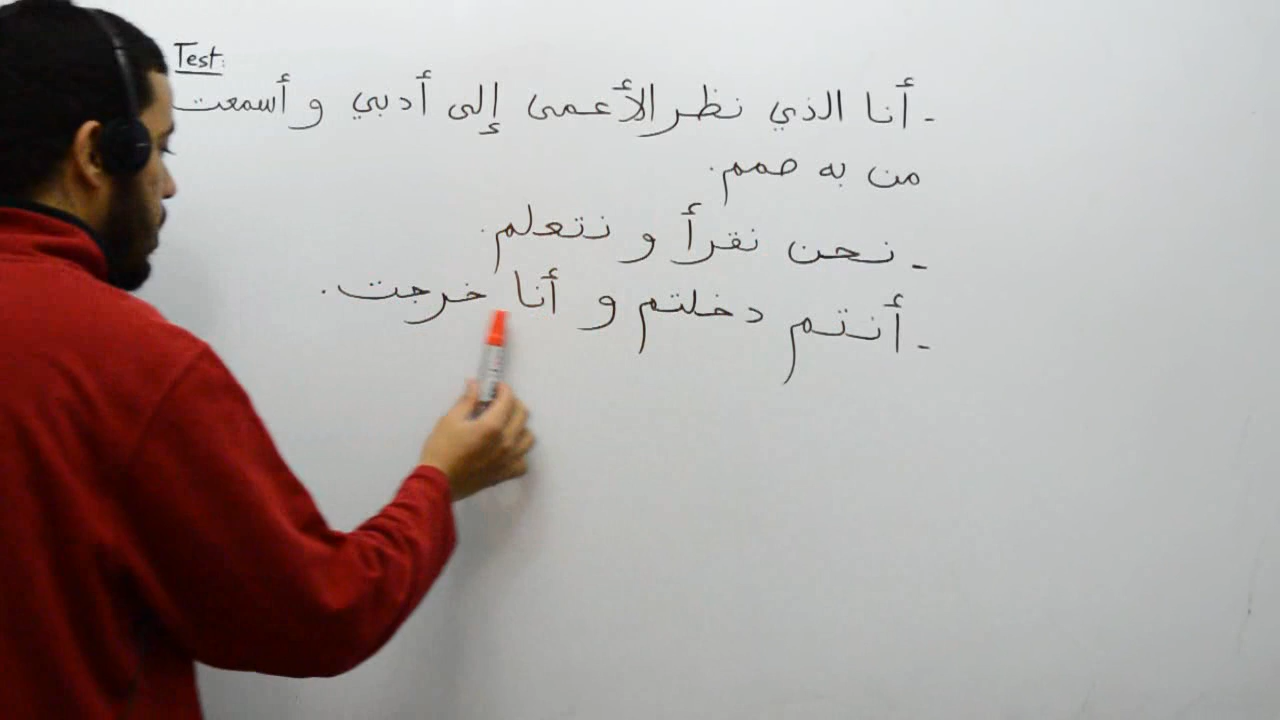 Test:
- أنا الذي نظر الأعمى إلى أدبي و أسمعت
من به صمم.
- نحن نقرأ و نتعلم.
- أنتم دخلتم و أنا خرجت.